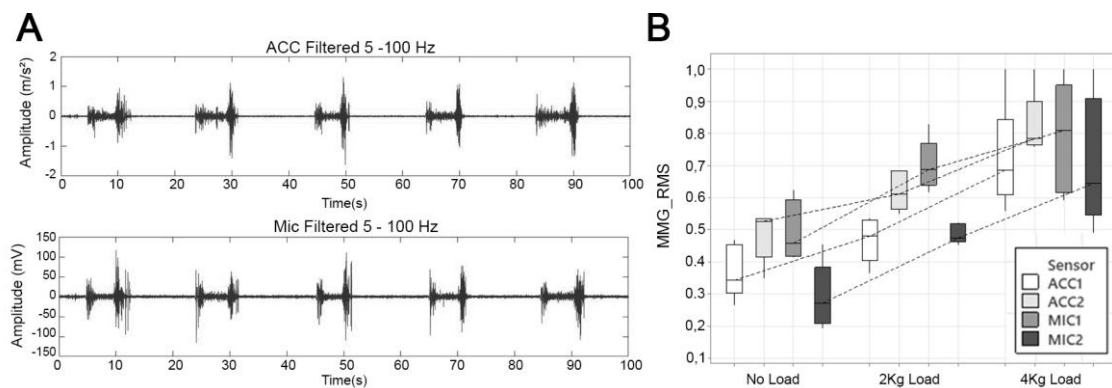 A
ACC Filtered 5 -100 Hz
Amplitude (m/s²)
2
1
0
-1
-2
0 10 20 30 40 50 60 70 80 90 100
Time(s)
Mic Filtered 5 - 100 Hz
Amplitude (mV)
150
100
50
0
-50
-100
-150
0 10 20 30 40 50 60 70 80 90 100
Time(s)
B
MMG_RMS
1,0
0,9
0,8
0,7
0,6
0,5
0,4
0,3
0,2
0,1
No Load 2Kg Load 4Kg Load
Sensor
ACC1
ACC2
MIC1
MIC2